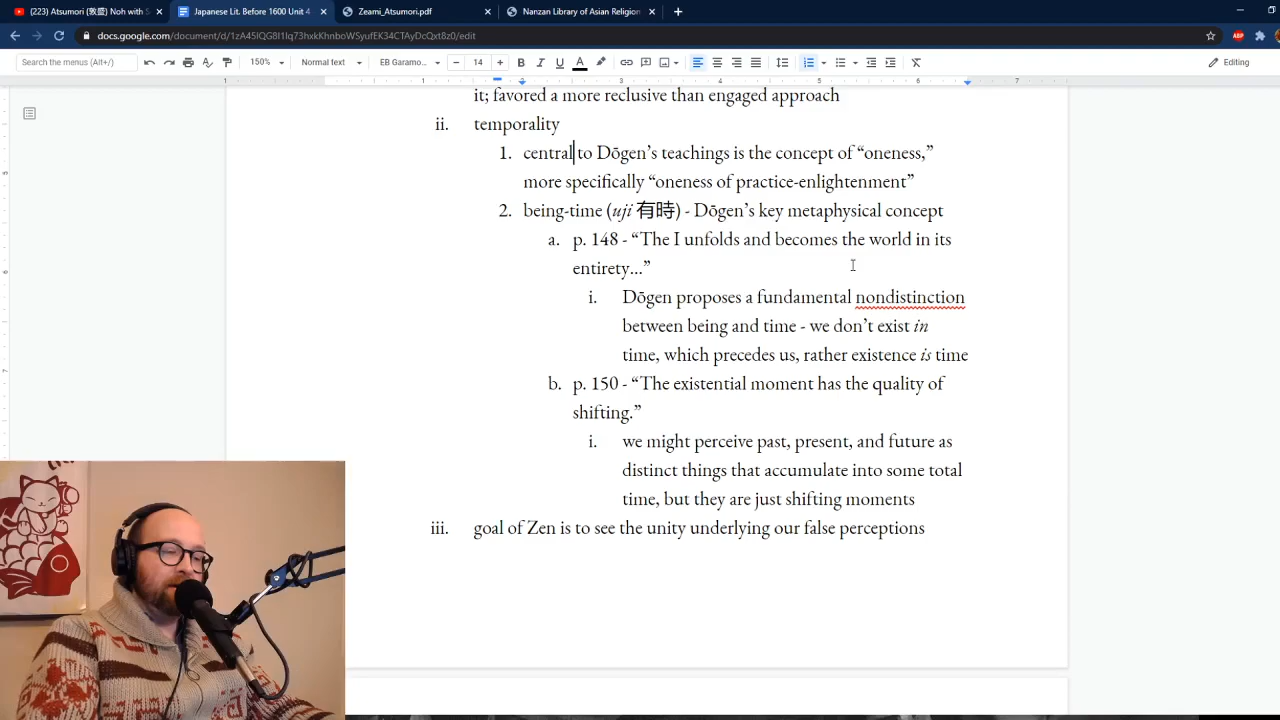 (223) Atsumori (敦盛) Noh with S
Japanese Lit. Before 1600 Unit 4
Zeami_Atsumori.pdf
Nanzan Library of Asian Religion
Search the menus (Alt+/)
150%
Normal text
EB Garamo...
14
Editing
1
1
3
5
6
7
it; favored a more reclusive than engaged approach
ii. temporality
1. central to Dōgen’s teachings is the concept of “oneness,”
more specifically “oneness of practice-enlightenment”
2. being-time (uji 有時) - Dōgen’s key metaphysical concept
a. p. 148 - “The I unfolds and becomes the world in its
entirety...”
i. Dōgen proposes a fundamental nondistinction
between being and time - we don’t exist in
time, which precedes us, rather existence is time
b. p. 150 - “The existential moment has the quality of
shifting.”
i. we might perceive past, present, and future as
distinct things that accumulate into some total
time, but they are just shifting moments
iii. goal of Zen is to see the unity underlying our false perceptions